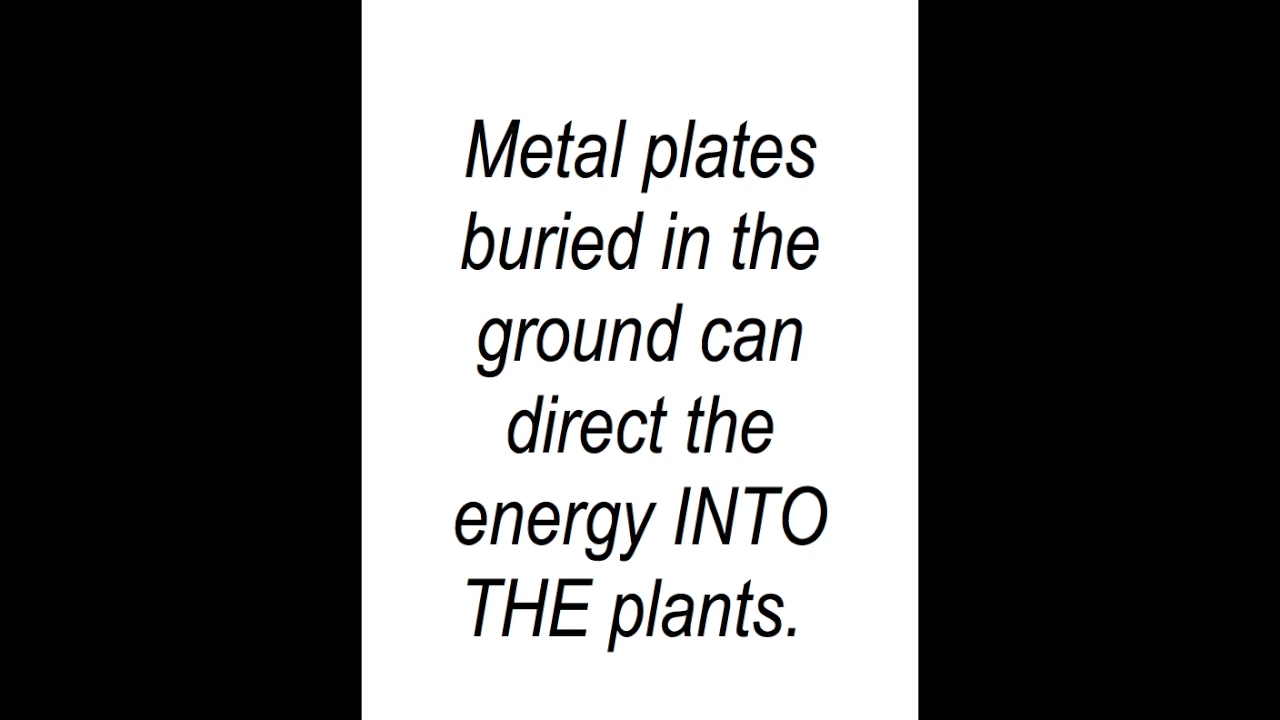 Metal plates
buried in the
ground can
direct the
energy INTO
THE plants.